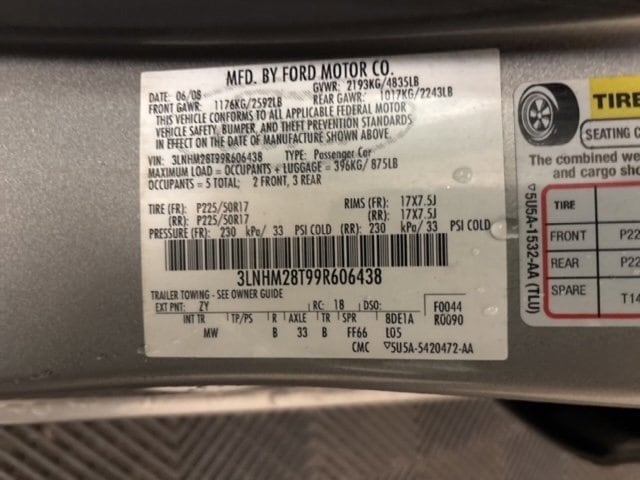 MFD. BY FORD MOTOR CO.
DATE: 06/08 GVWR: 2193KG/4835LB
FRONT GAWR: 1176KG/2592LB REAR GAWR: 1017KG/2243LB
THIS VEHICLE CONFORMS TO ALL APPLICABLE FEDERAL MOTOR
VEHICLE SAFETY, BUMPER, AND THEFT PREVENTION STANDARDS
IN EFFECT ON THE DATE OF MANUFACTURE SHOWN ABOVE.
VIN: 3LNHM28T99R606438 TYPE: Passenger Car
MAXIMUM LOAD = OCCUPANTS + LUGGAGE = 396KG/ 875LB
OCCUPANTS = 5 TOTAL; 2 FRONT, 3 REAR
TIRE (FR): P225/50R17 RIMS (FR): 17X7.5J
(RR): P225/50R17 (RR): 17X7.5J
PRESSURE (FR): 230 kPa/ 33 PSI COLD (RR): 230 kPa/ 33 PSI COLD
3LNHM28T99R606438
TRAILER TOWING - SEE OWNER GUIDE
EXT PNT: ZY RC: 18 DSO: F0044
INT TR TP/PS R AXLE TR SPR 8DE1A R0090
MW B 33 B FF66 L05
CMC ▽5U5A-5420472-AA
TIRE
SEATING C
The combined we
and cargo sho
TIRE
FRONT P22
REAR P22
SPARE T14
▽5U5A-1532-AA (TLU)